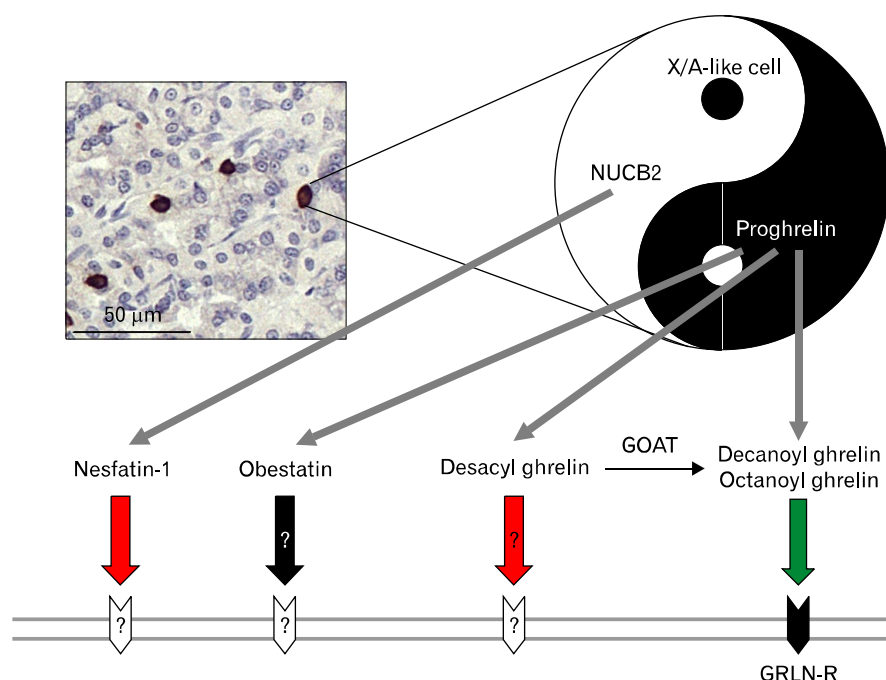 X/A-like cell
NUCB2
Proghrelin
50 μm
GOAT
Nesfatin-1
Obestatin
Desacyl ghrelin
Decanoyl ghrelin
Octanoyl ghrelin
?
?
?
?
?
GRLN-R